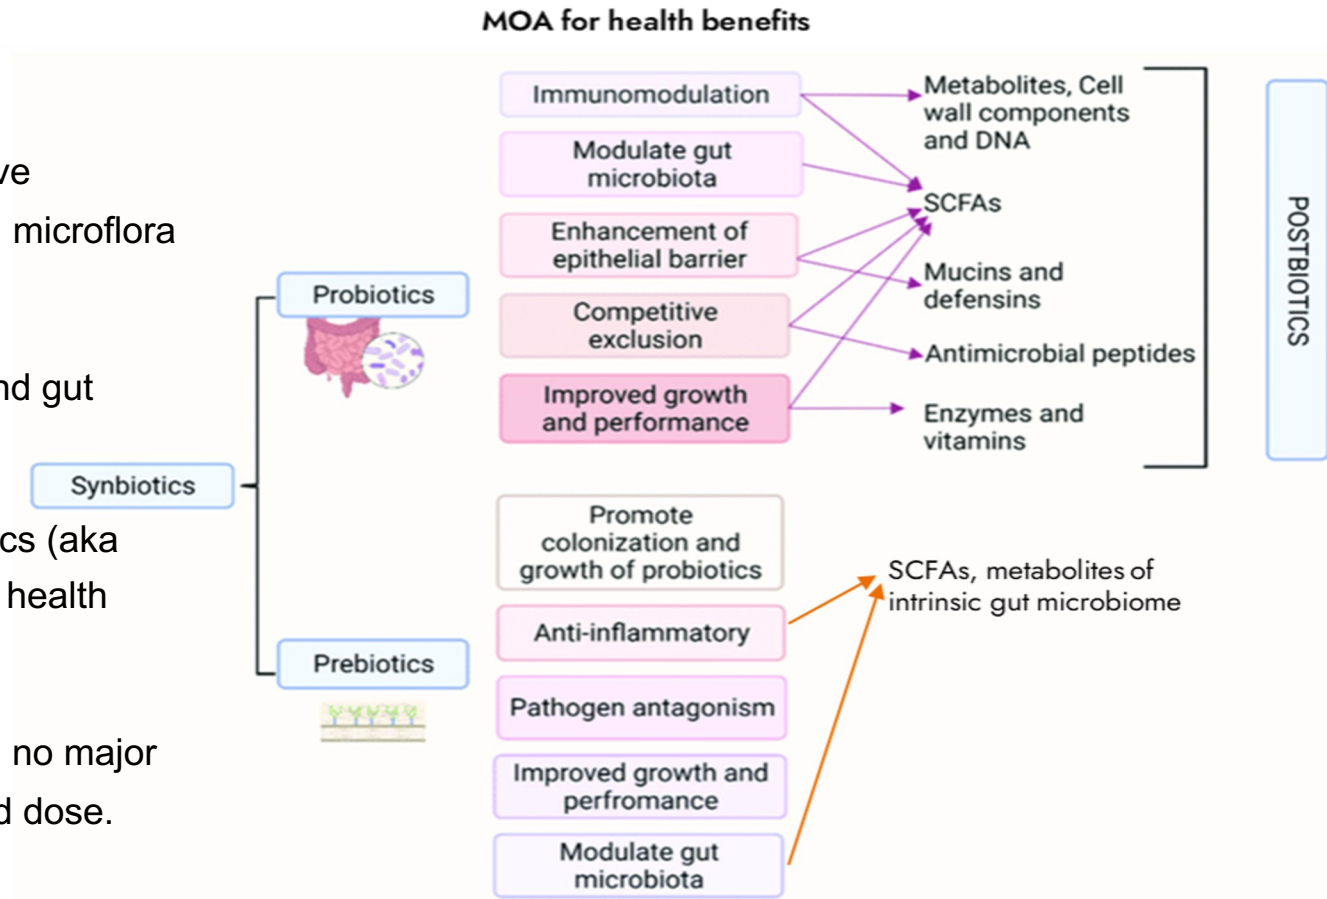 MOA for health benefits
ve
microflora
nd gut
cs (aka
health
no major
d dose.
Synbiotics
Probiotics
Prebiotics
Immunomodulation
Modulate gut
microbiota
Enhancement of
epithelial barrier
Competitive
exclusion
Improved growth
and performance
Metabolites, Cell
wall components
and DNA
SCFAs
Mucins and
defensins
Antimicrobial peptides
Enzymes and
vitamins
POSTBIOTICS
Promote
colonization and
growth of probiotics
Anti-inflammatory
Pathogen antagonism
Improved growth and
perfromance
Modulate gut
microbiota
SCFAs, metabolites of
intrinsic gut microbiome